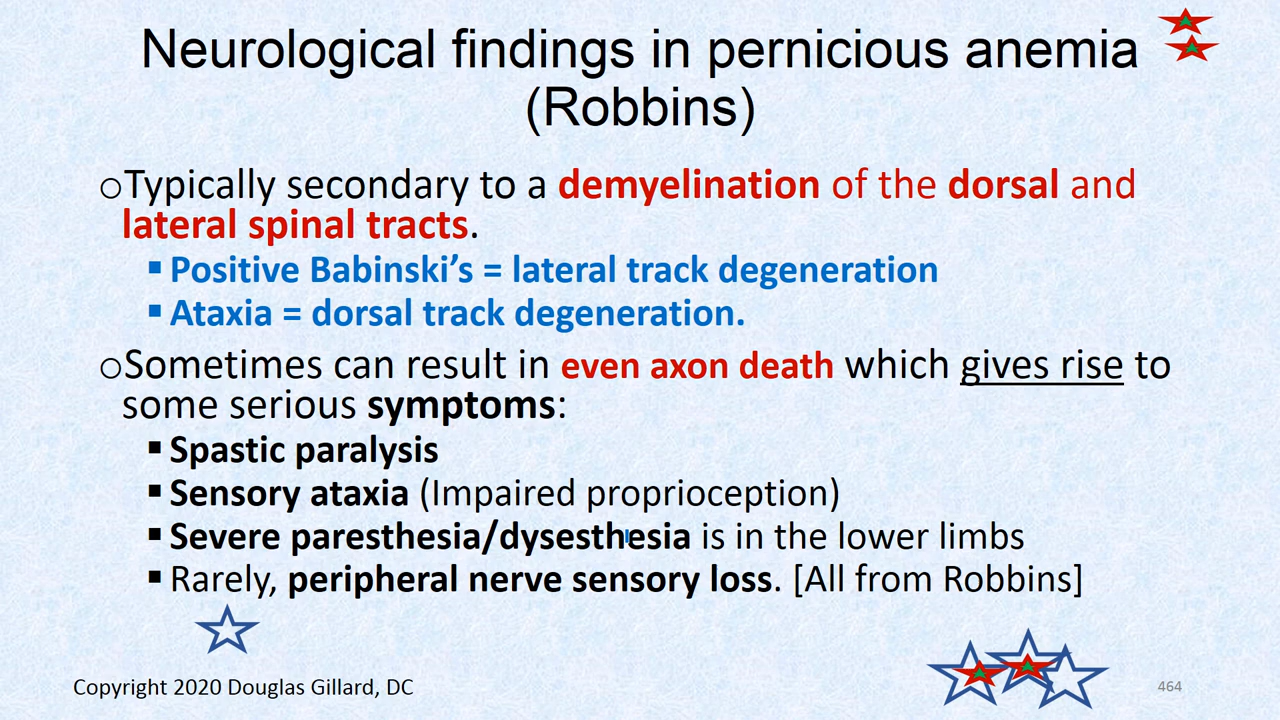 Neurological findings in pernicious anemia
(Robbins)
○Typically secondary to a demyelination of the dorsal and
lateral spinal tracts.
▪Positive Babinski’s = lateral track degeneration
▪Ataxia = dorsal track degeneration.
○Sometimes can result in even axon death which gives rise to
some serious symptoms:
▪Spastic paralysis
▪Sensory ataxia (Impaired proprioception)
▪Severe paresthesia/dysesthesia is in the lower limbs
▪Rarely, peripheral nerve sensory loss. [All from Robbins]
Copyright 2020 Douglas Gillard, DC
464